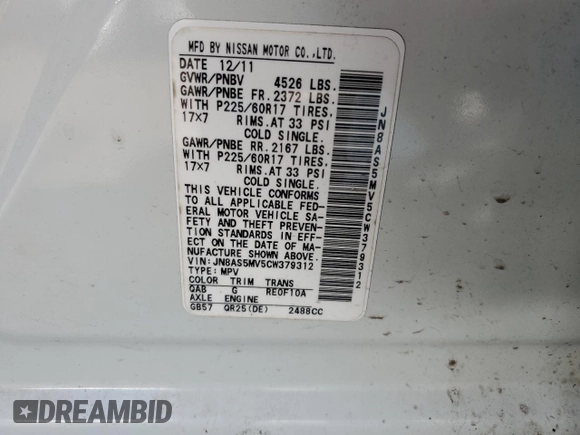 MFD BY NISSAN MOTOR CO.,LTD.
DATE 12/11
GVWR/PNBV 4526 LBS.
GAWR/PNBE FR. 2372 LBS.
WITH P225/60R17 TIRES,
17×7 RIMS.AT 33 PSI
COLD SINGLE.
GAWR/PNBE RR. 2167 LBS.
WITH P225/60R17 TIRES,
17×7 RIMS.AT 33 PSI
COLD SINGLE.
THIS VEHICLE CONFORMS
TO ALL APPLICABLE FED-
ERAL MOTOR VEHICLE SA-
FETY AND THEFT PREVEN-
TION STANDARDS IN EFF-
ECT ON THE DATE OF MA-
NUFACTURE SHOWN ABOVE.
VIN:JN8AS5MV5CW379312
TYPE:MPV
COLOR TRIM TRANS
QAB G RE0F10A
AXLE ENGINE
GB57 QR25(DE) 2488CC
JN8AS5MV5CW379312
DREAMBID